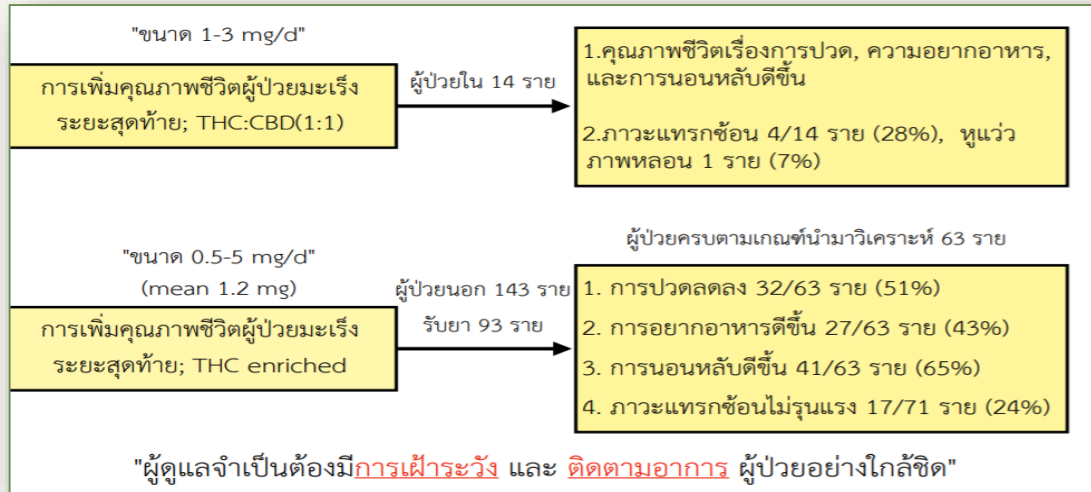 "ขนาด 1-3 mg/d"
การเพิ่มคุณภาพชีวิตผู้ป่วยมะเร็ง
ระยะสุดท้าย; THC:CBD(1:1)
ผู้ป่วยใน 14 ราย
1.คุณภาพชีวิตเรื่องการปวด, ความอยากอาหาร,
และการนอนหลับดีขึ้น
2.ภาวะแทรกซ้อน 4/14 ราย (28%), หูแว่ว
ภาพหลอน 1 ราย (7%)
"ขนาด 0.5-5 mg/d"
(mean 1.2 mg)
การเพิ่มคุณภาพชีวิตผู้ป่วยมะเร็ง
ระยะสุดท้าย; THC enriched
ผู้ป่วยนอก 143 ราย
รับยา 93 ราย
ผู้ป่วยครบตามเกณฑ์นำมาวิเคราะห์ 63 ราย
1. การปวดลดลง 32/63 ราย (51%)
2. การอยากอาหารดีขึ้น 27/63 ราย (43%)
3. การนอนหลับดีขึ้น 41/63 ราย (65%)
4. ภาวะแทรกซ้อนไม่รุนแรง 17/71 ราย (24%)
"ผู้ดูแลจำเป็นต้องมีการเฝ้าระวัง และ ติดตามอาการ ผู้ป่วยอย่างใกล้ชิด"